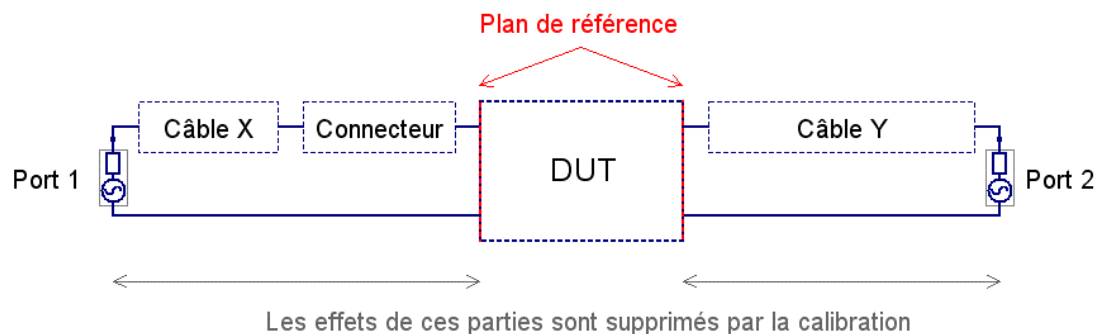 Plan de référence
Câble X
Connecteur
DUT
Câble Y
Port 1
Port 2
Les effets de ces parties sont supprimés par la calibration